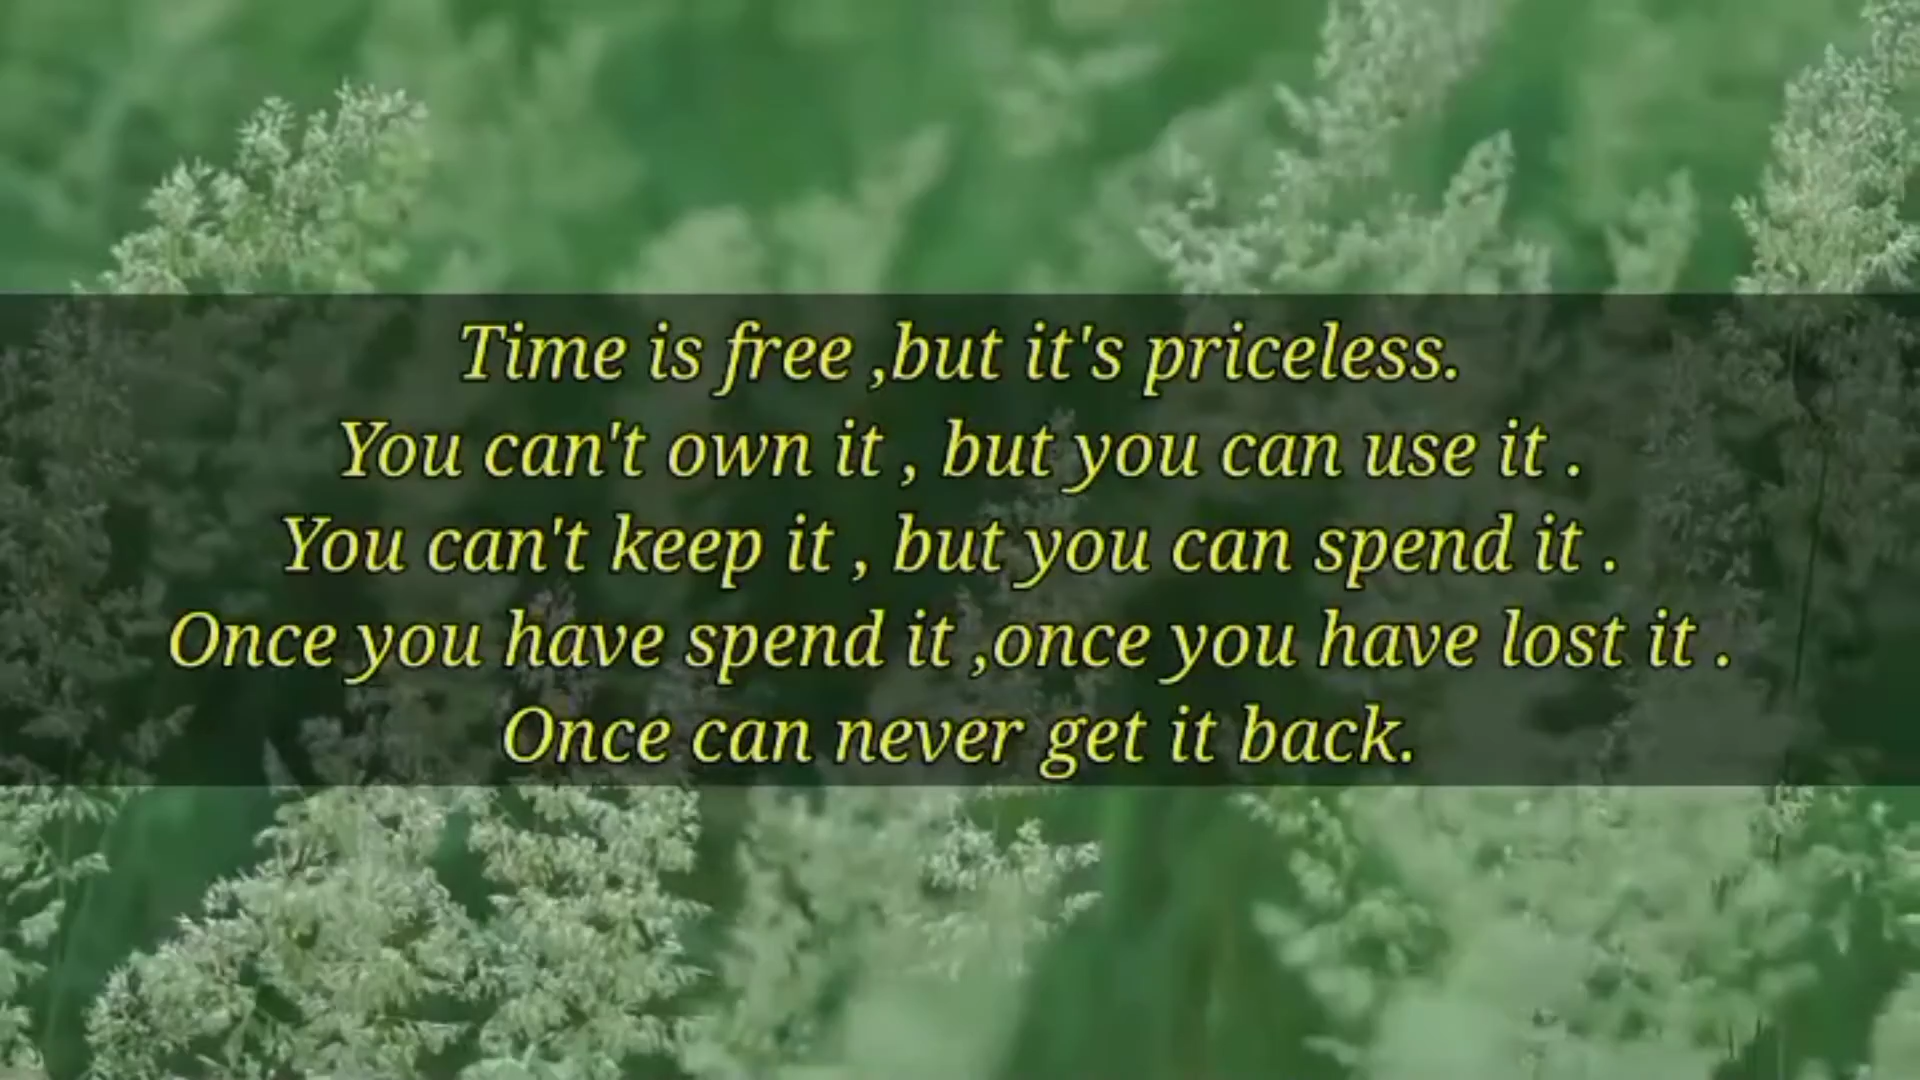 Time is free ,but it's priceless.
You can't own it , but you can use it .
You can't keep it , but you can spend it .
Once you have spend it ,once you have lost it .
Once can never get it back.